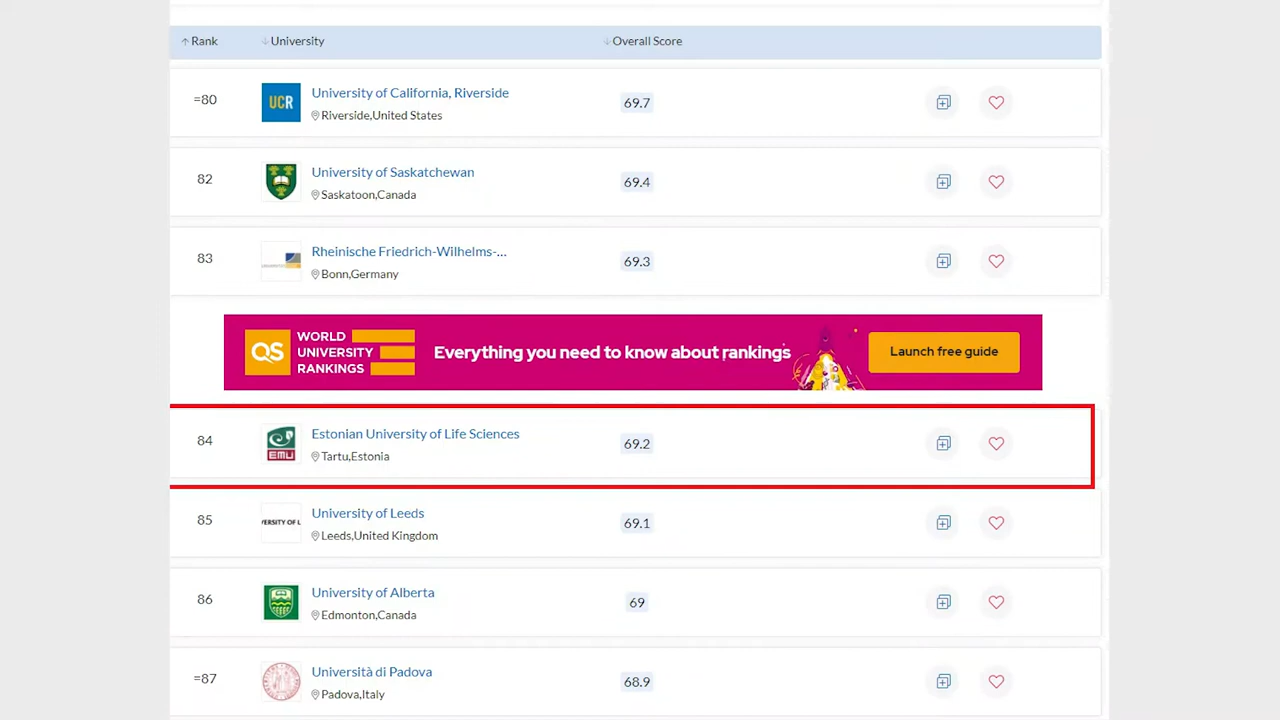 ↑Rank ↓University ↓Overall Score
=80 UCR University of California, Riverside 69.7
Riverside,United States
82 University of Saskatchewan 69.4
Saskatoon,Canada
83 Rheinische Friedrich-Wilhelms-... 69.3
Bonn,Germany
QS WORLD
UNIVERSITY
RANKINGS
Everything you need to know about rankings
Launch free guide
84 Estonian University of Life Sciences 69.2
EMU Tartu,Estonia
85 University of Leeds 69.1
VERSITY OF L
Leeds,United Kingdom
86 University of Alberta 69
Edmonton,Canada
=87 Università di Padova 68.9
Padova,Italy